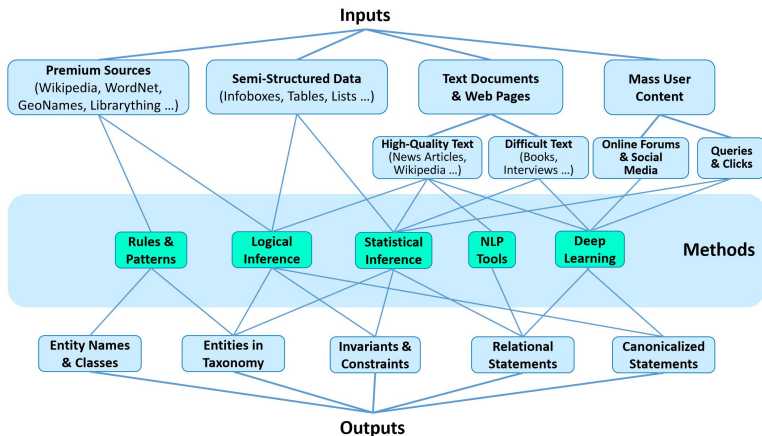 Inputs
Premium Sources
(Wikipedia, WordNet,
GeoNames, Librarything ...)
Semi-Structured Data
(Infoboxes, Tables, Lists ...)
Text Documents
& Web Pages
Mass User
Content
High-Quality Text
(News Articles,
Wikipedia ...)
Difficult Text
(Books,
Interviews ...)
Online Forums
& Social
Media
Queries
& Clicks
Rules &
Patterns
Logical
Inference
Statistical
Inference
NLP
Tools
Deep
Learning
Methods
Entity Names
& Classes
Entities in
Taxonomy
Invariants &
Constraints
Relational
Statements
Canonicalized
Statements
Outputs